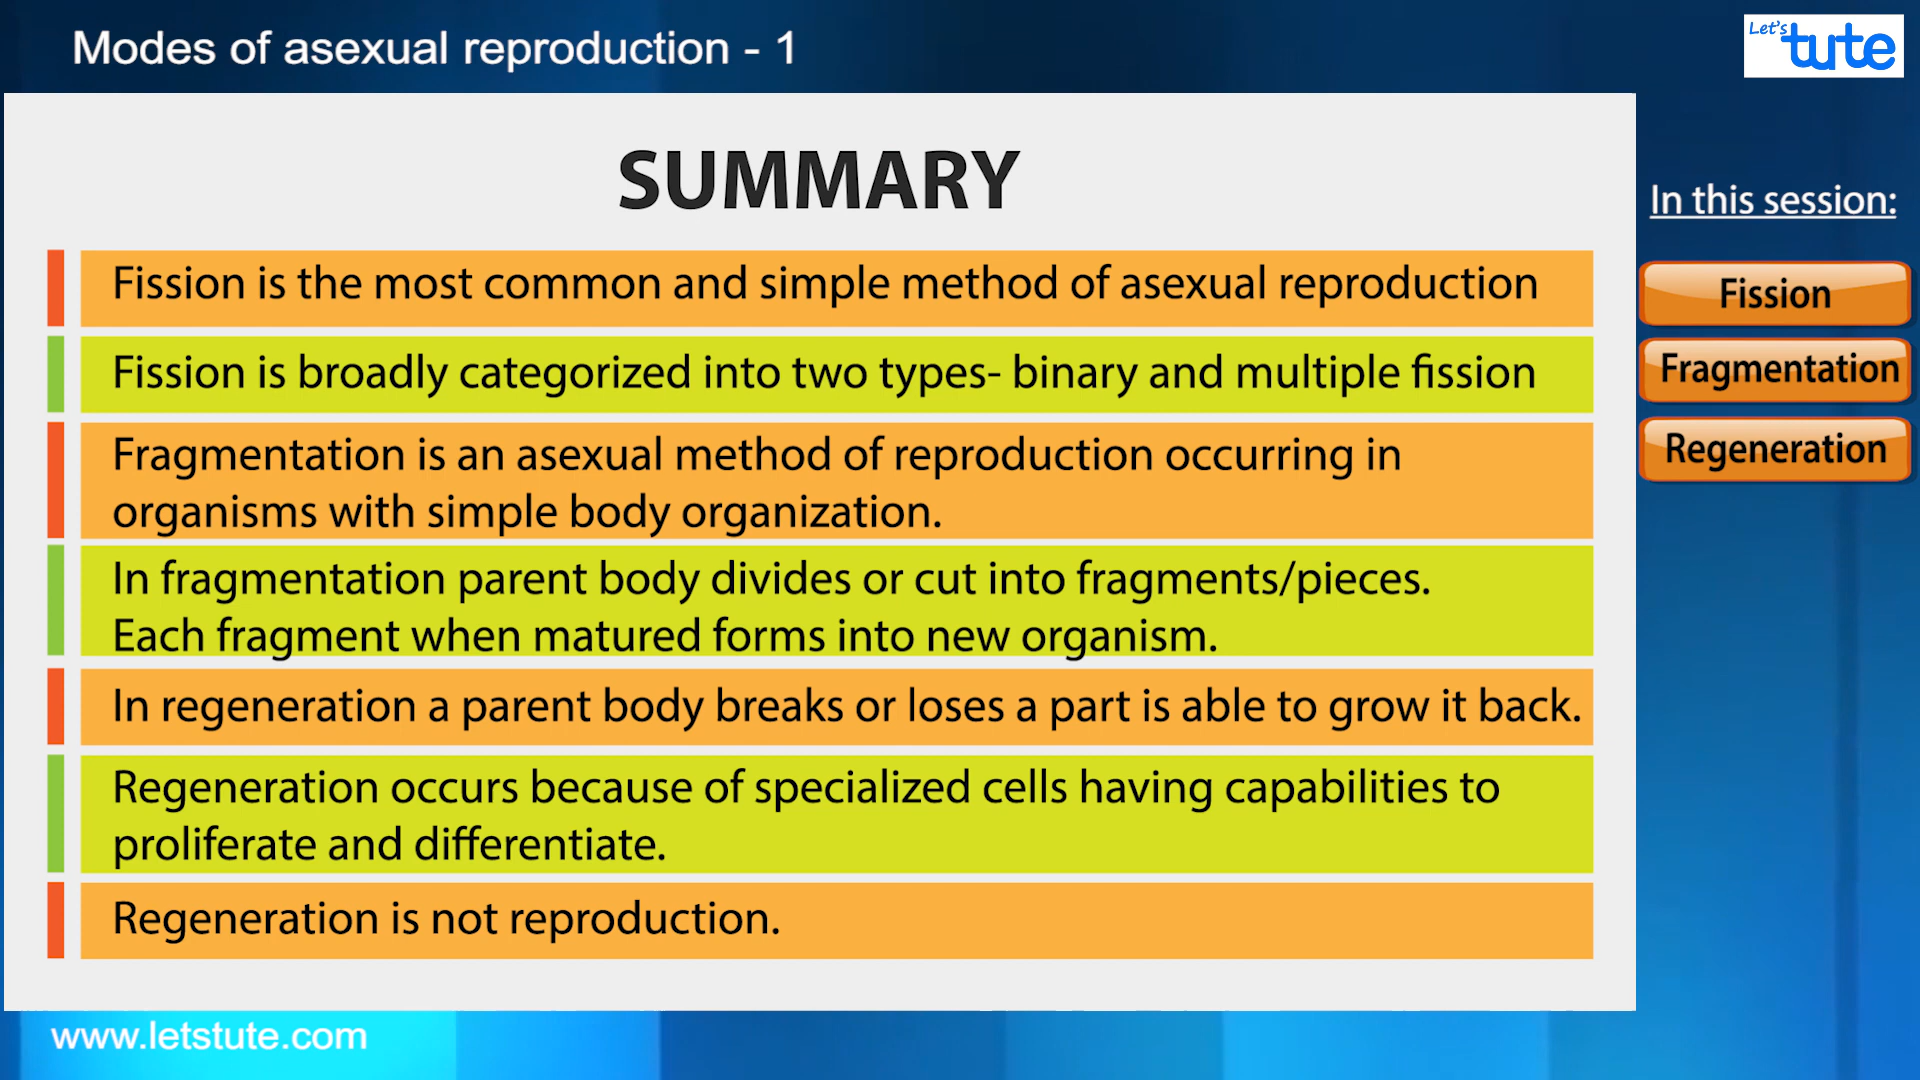 Modes of asexual reproduction - 1
Let's
tute
SUMMARY
Fission is the most common and simple method of asexual reproduction
Fission is broadly categorized into two types- binary and multiple fission
Fragmentation is an asexual method of reproduction occurring in
organisms with simple body organization.
In fragmentation parent body divides or cut into fragments/pieces.
Each fragment when matured forms into new organism.
In regeneration a parent body breaks or loses a part is able to grow it back.
Regeneration occurs because of specialized cells having capabilities to
proliferate and differentiate.
Regeneration is not reproduction.
In this session:
Fission
Fragmentation
Regeneration
www.letstute.com